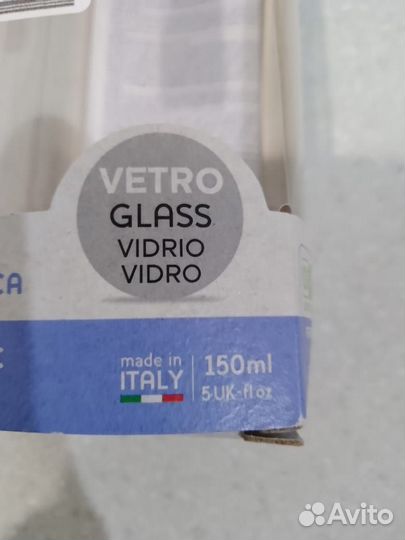 VETRO
GLASS
VIDRIO
VIDRO
CA
C
made in
ITALY
150ml
5 UK-fl oz
Avito